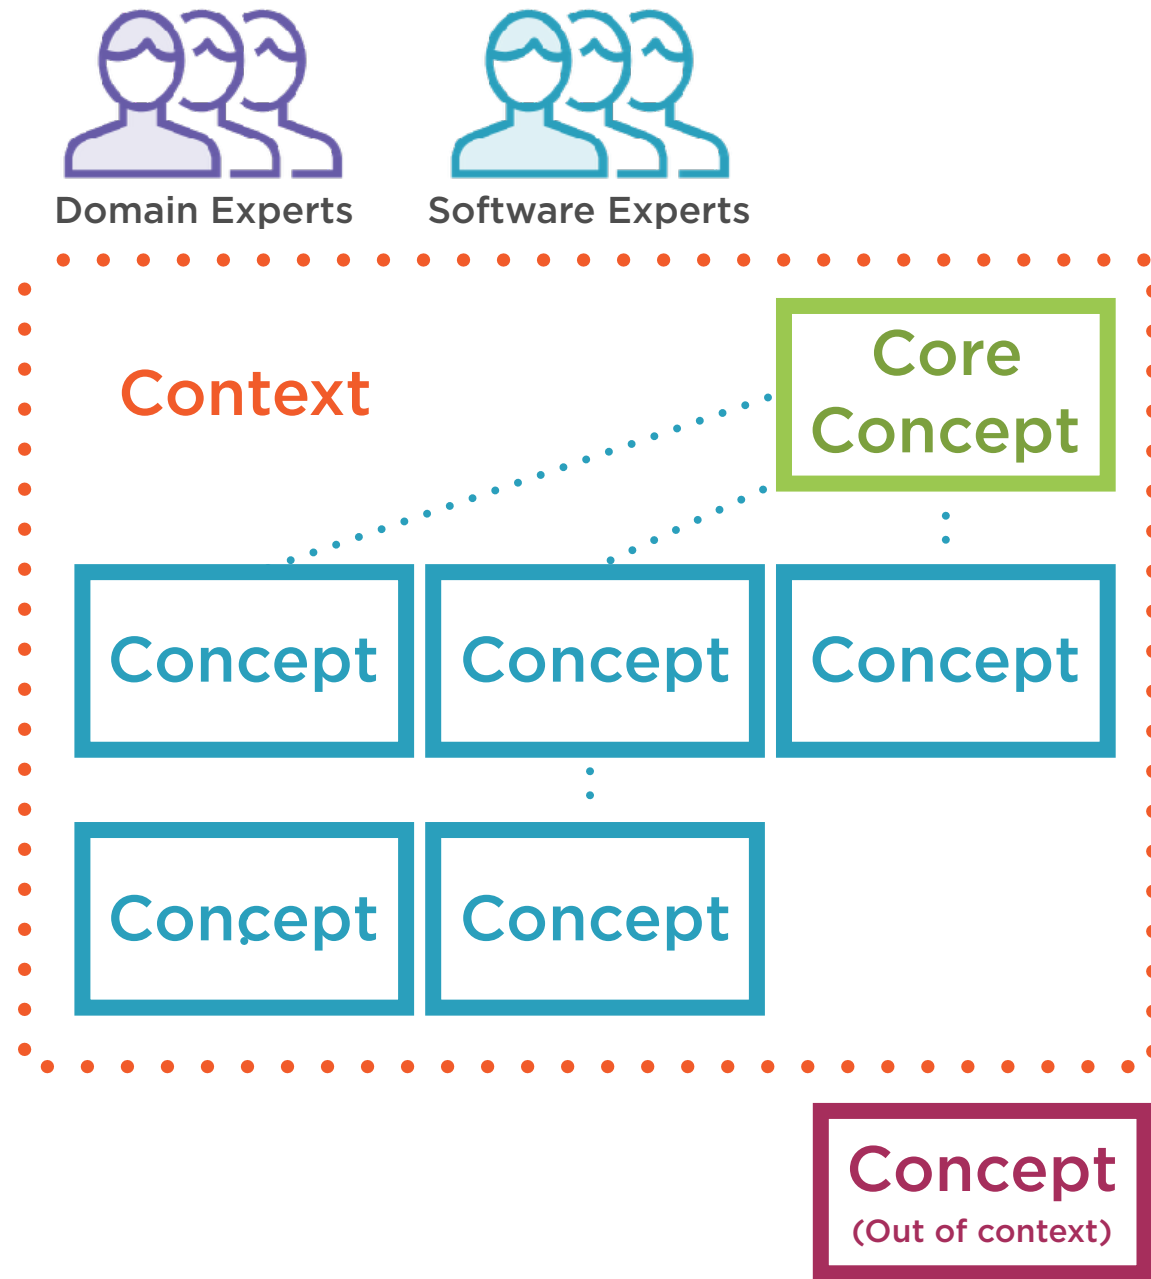 Domain Experts
Software Experts
Context
Core
Concept
Concept
Concept
Concept
Concept
Concept
Concept
(Out of context)